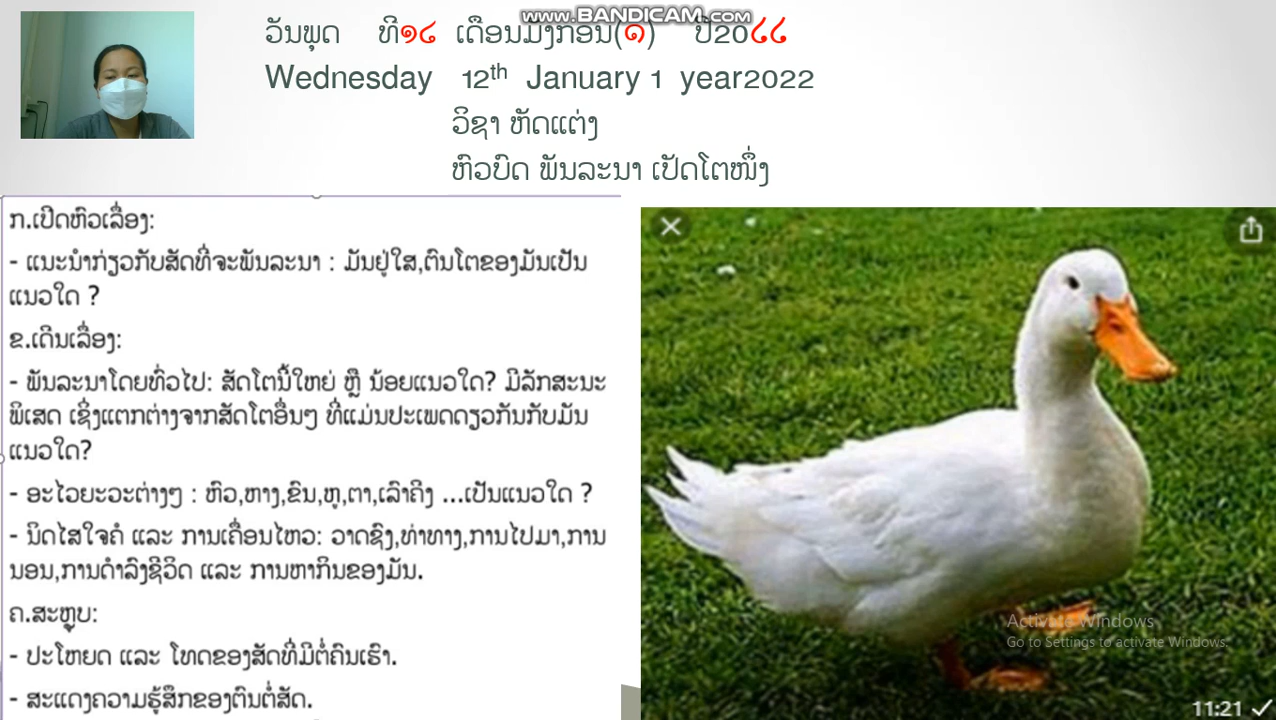 www.BANDICAM.com
ວັນພຸດ ທີ໑໘ ເດືອນມັງກອນ(໑) ປີ20໒໒
Wednesday 12th January 1 year2022
ວິຊາ ຫັດແຕ່ງ
ຫົວບົດ ພັນລະນາ ເປັດໂຕໜຶ່ງ
ກ.ເປີດຫົວເລື່ອງ:
- ແນະນຳກ່ຽວກັບສັດທີ່ຈະພັນລະນາ : ມັນຢູ່ໃສ,ຕົນໂຕຂອງມັນເປັນ
ແນວໃດ ?
ຂ.ເດີນເລື່ອງ:
- ພັນລະນາໂດຍທົ່ວໄປ: ສັດໂຕນີ້ໃຫຍ່ ຫຼື ນ້ອຍແນວໃດ? ມີລັກສະນະ
ພິເສດ ເຊິ່ງແຕກຕ່າງຈາກສັດໂຕອື່ນໆ ທີ່ແມ່ນປະເພດດຽວກັນກັບມັນ
ແນວໃດ?
- ອະໄວຍະວະຕ່າງໆ : ຫົວ,ຫາງ,ຂົນ,ຫູ,ຕາ,ເລົາຄີງ ...ເປັນແນວໃດ ?
- ນິດໄສໃຈຄໍ ແລະ ການເຄື່ອນໄຫວ: ວາດຊົງ,ທ່າທາງ,ການໄປມາ,ການ
ນອນ,ການດຳລົງຊີວິດ ແລະ ການຫາກິນຂອງມັນ.
ຄ.ສະຫຼຸບ:
- ປະໂຫຍດ ແລະ ໂທດຂອງສັດທີ່ມີຕໍ່ຄົນເຮົາ.
- ສະແດງຄວາມຮູ້ສຶກຂອງຕົນຕໍ່ສັດ.
Activate Windows
Go to Settings to activate Windows.
11:21